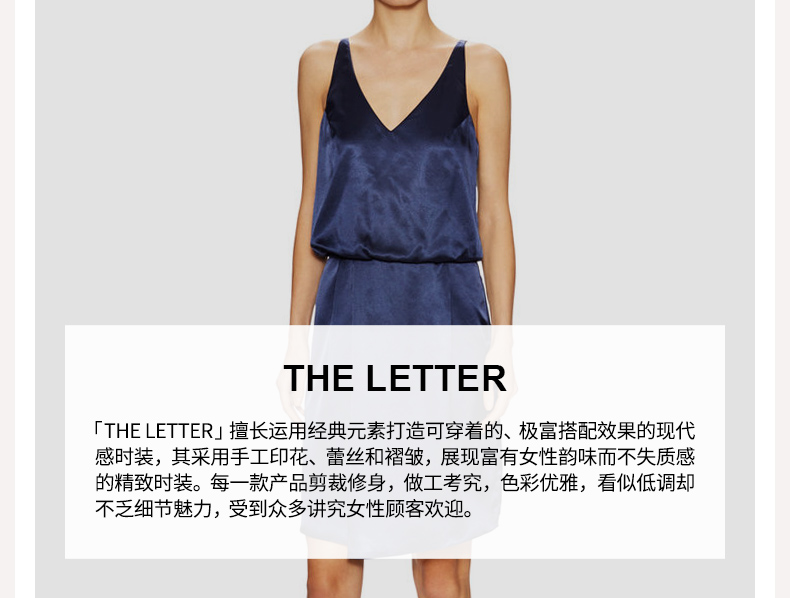 THE LETTER
「THE LETTER」擅长运用经典元素打造可穿着的、极富搭配效果的现代
感时装，其采用手工印花、蕾丝和褶皱，展现富有女性韵味而不失质感
的精致时装。每一款产品剪裁修身，做工考究，色彩优雅，看似低调却
不乏细节魅力，受到众多讲究女性顾客欢迎。